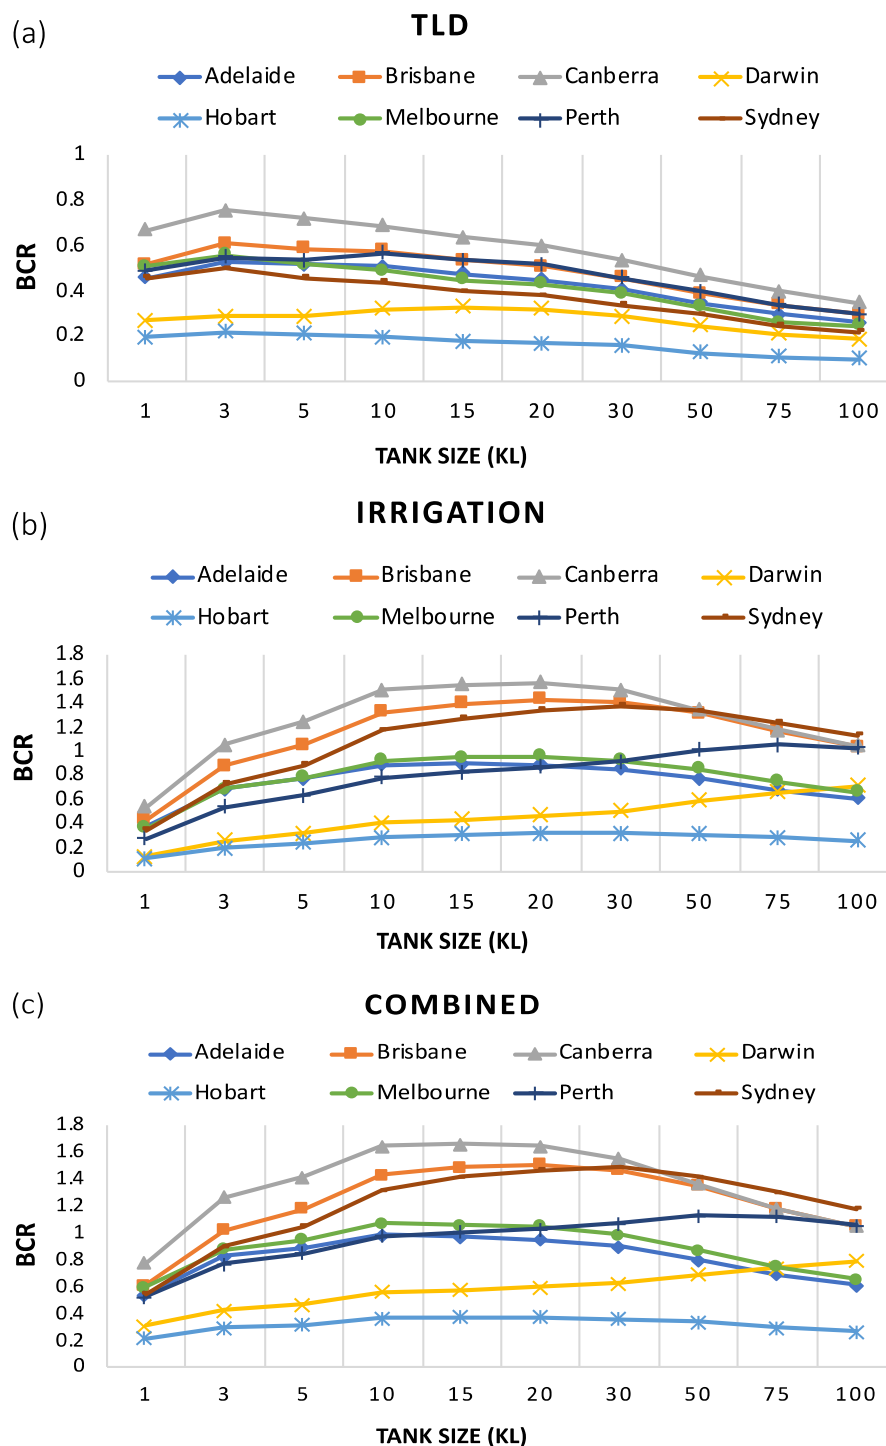 (a)
TLD
Adelaide Brisbane Canberra Darwin
Hobart Melbourne Perth Sydney
1
0.8
0.6
0.4
0.2
0
BCR
1 3 5 10 15 20 30 50 75 100
TANK SIZE (KL)
(b)
IRRIGATION
Adelaide Brisbane Canberra Darwin
Hobart Melbourne Perth Sydney
1.8
1.6
1.4
1.2
1
0.8
0.6
0.4
0.2
0
BCR
1 3 5 10 15 20 30 50 75 100
TANK SIZE (KL)
(c)
COMBINED
Adelaide Brisbane Canberra Darwin
Hobart Melbourne Perth Sydney
1.8
1.6
1.4
1.2
1
0.8
0.6
0.4
0.2
0
BCR
1 3 5 10 15 20 30 50 75 100
TANK SIZE (KL)